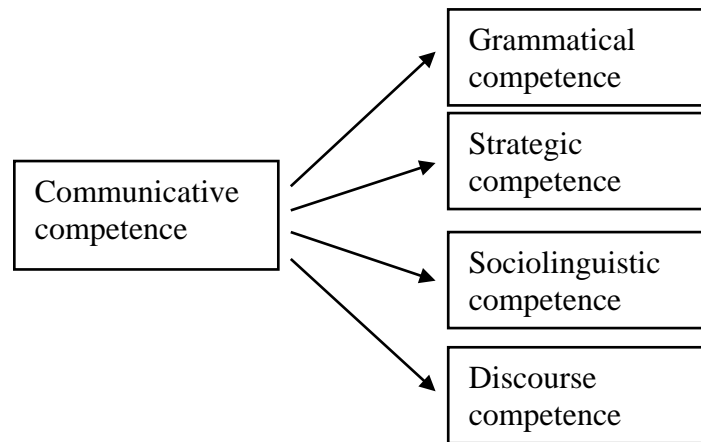 Grammatical
competence
Strategic
competence
Communicative
competence
Sociolinguistic
competence
Discourse
competence